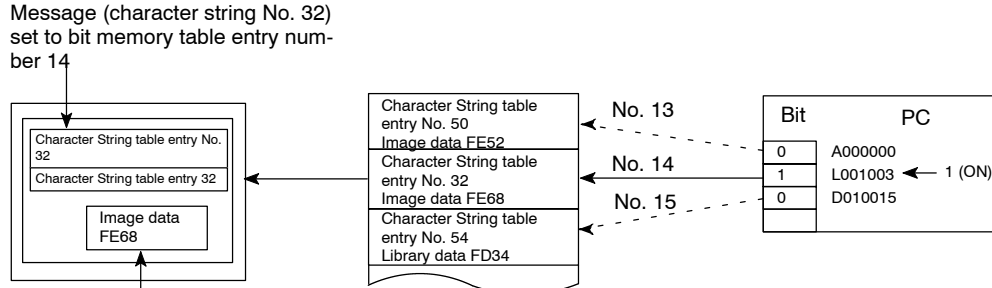 Message (character string No. 32)
set to bit memory table entry num-
ber 14
Character String table entry No.
32
Character String table entry 32
Image data
FE68
Character String table
entry No. 50
Image data FE52
Character String table
entry No. 32
Image data FE68
Character String table
entry No. 54
Library data FD34
No. 13
No. 14
No. 15
Bit PC
0 A000000
1 L001003 1 (ON)
0 D010015